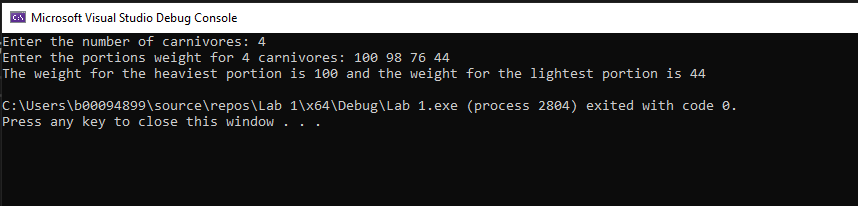 Microsoft Visual Studio Debug Console
Enter the number of carnivores: 4
Enter the portions weight for 4 carnivores: 100 98 76 44
The weight for the heaviest portion is 100 and the weight for the lightest portion is 44
C:\Users\b00094899\source\repos\Lab 1\x64\Debug\Lab 1.exe (process 2804) exited with code 0.
Press any key to close this window . . .